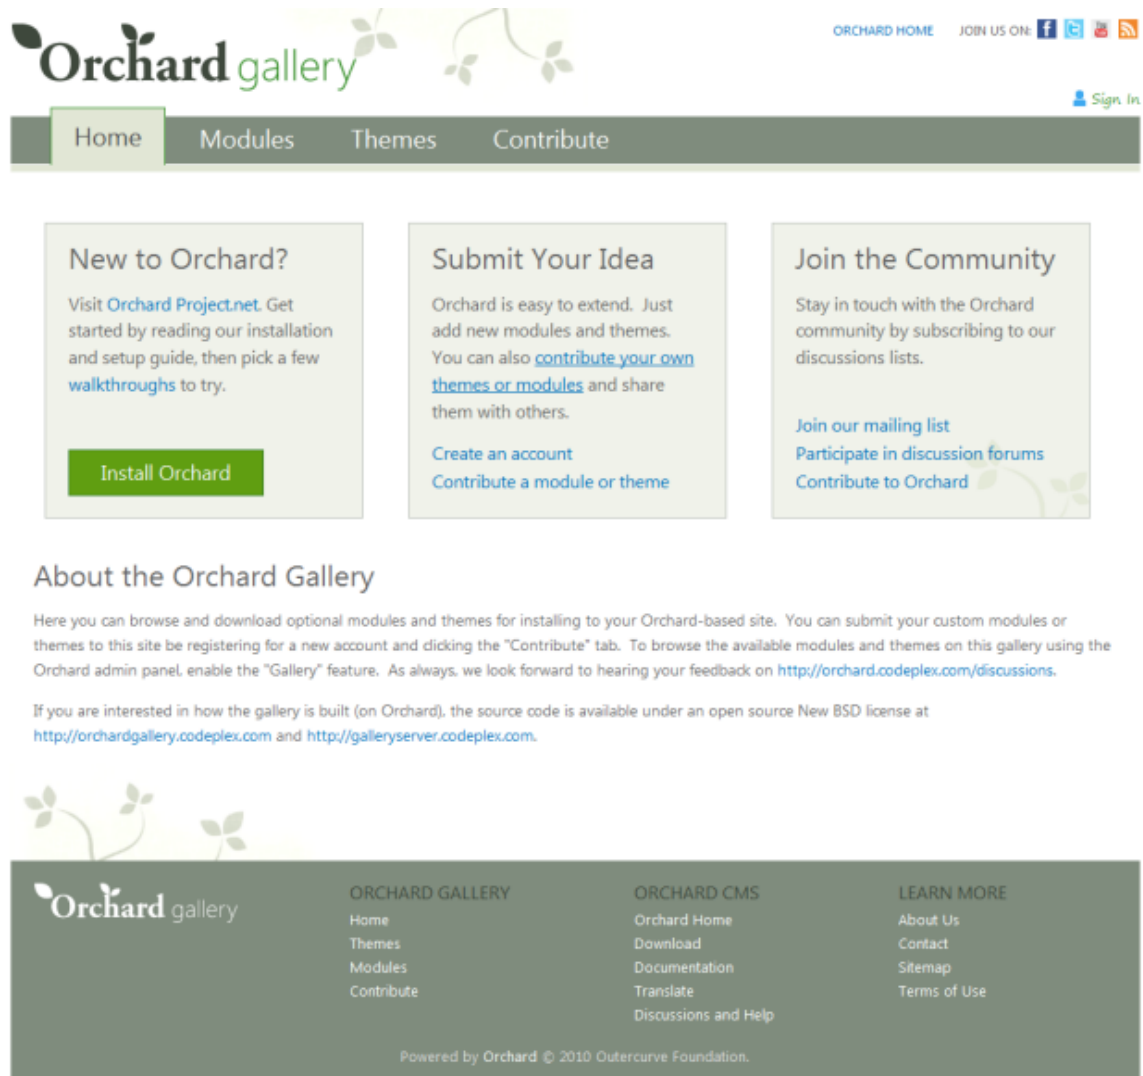 Orchard gallery
ORCHARD HOME JOIN US ON:
Sign In
Home Modules Themes Contribute
New to Orchard?
Visit Orchard Project.net. Get
started by reading our installation
and setup guide, then pick a few
walkthroughs to try.
Install Orchard
Submit Your Idea
Orchard is easy to extend. Just
add new modules and themes.
You can also contribute your own
themes or modules and share
them with others.
Create an account
Contribute a module or theme
Join the Community
Stay in touch with the Orchard
community by subscribing to our
discussions lists.
Join our mailing list
Participate in discussion forums
Contribute to Orchard
About the Orchard Gallery
Here you can browse and download optional modules and themes for installing to your Orchard-based site. You can submit your custom modules or
themes to this site be registering for a new account and clicking the "Contribute" tab. To browse the available modules and themes on this gallery using the
Orchard admin panel, enable the "Gallery" feature. As always, we look forward to hearing your feedback on http://orchard.codeplex.com/discussions.
If you are interested in how the gallery is built (on Orchard), the source code is available under an open source New BSD license at
http://orchardgallery.codeplex.com and http://galleryserver.codeplex.com.
Orchard gallery
ORCHARD GALLERY
Home
Themes
Modules
Contribute
ORCHARD CMS
Orchard Home
Download
Documentation
Translate
Discussions and Help
LEARN MORE
About Us
Contact
Sitemap
Terms of Use
Powered by Orchard © 2010 Outercurve Foundation.